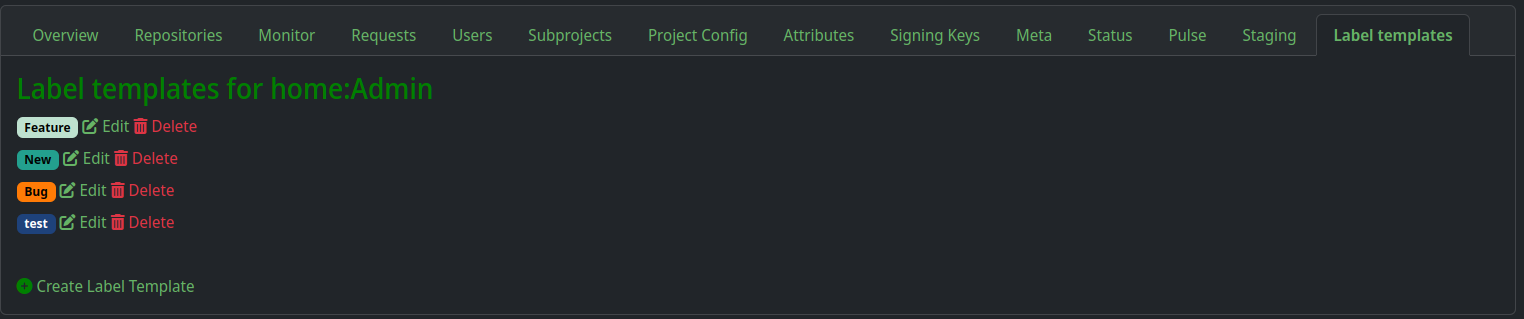 Overview Repositories Monitor Requests Users Subprojects Project Config Attributes Signing Keys Meta Status Pulse Staging Label templates
Label templates for home:Admin
Feature Edit Delete
New Edit Delete
Bug Edit Delete
test Edit Delete
Create Label Template